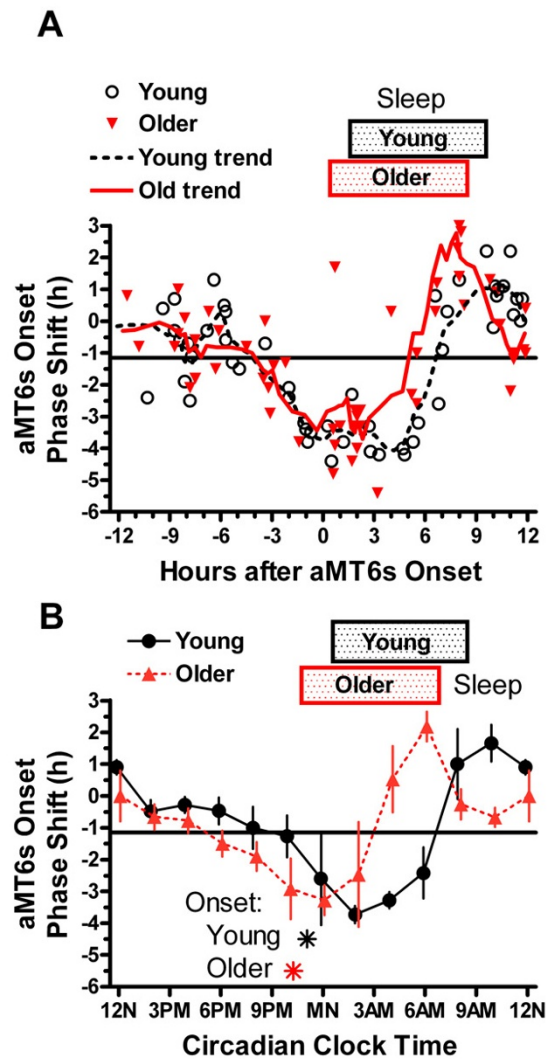 A
Young
Older
Young trend
Old trend
Sleep
Young
Older
3
2
1
0
-1
-2
-3
-4
-5
-6
aMT6s Onset
Phase Shift (h)
-12 -9 -6 -3 0 3 6 9 12
Hours after aMT6s Onset
B
Young
Older
Young
Older
Sleep
3
2
1
0
-1
-2
-3
-4
-5
-6
aMT6s Onset
Phase Shift (h)
Onset:
Young
Older
12N 3PM 6PM 9PM MN 3AM 6AM 9AM 12N
Circadian Clock Time